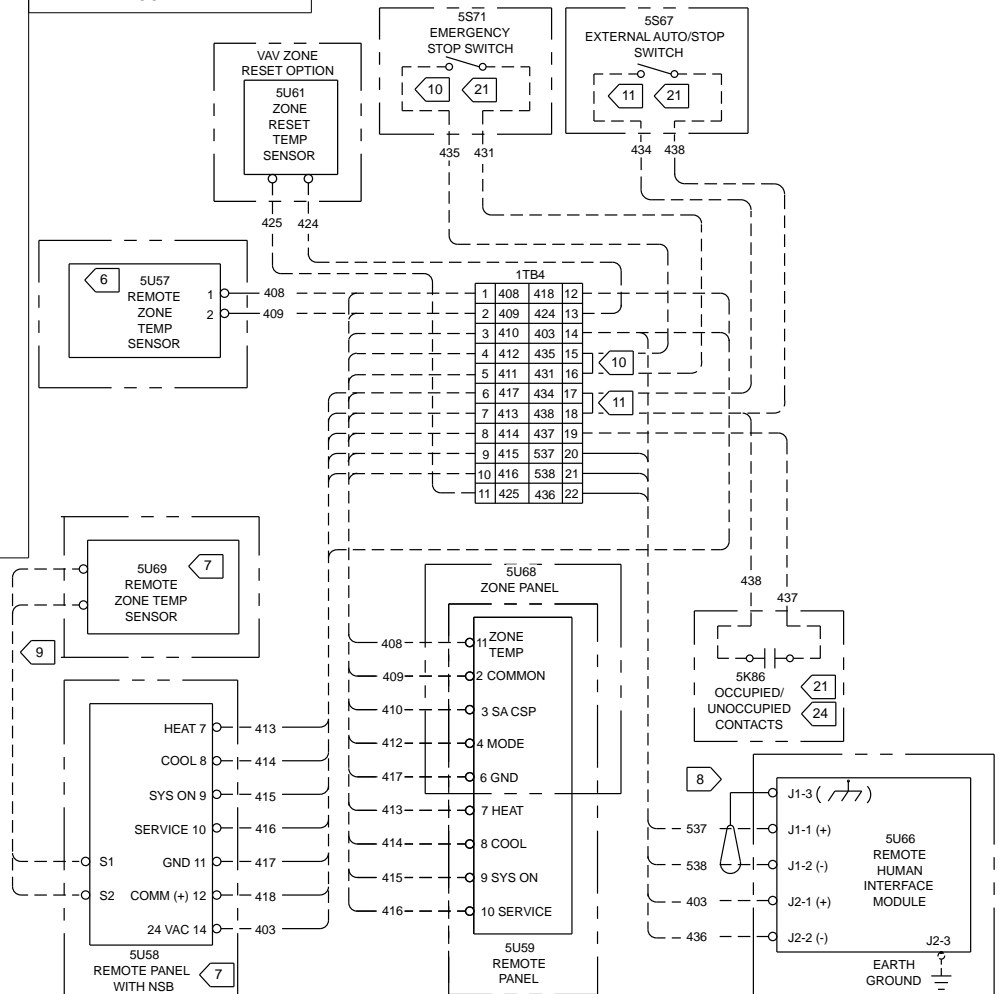 5S71
EMERGENCY
STOP SWITCH
10
21
435
431
5S67
EXTERNAL AUTO/STOP
SWITCH
11
21
434
438
VAV ZONE
RESET OPTION
5U61
ZONE
RESET
TEMP
SENSOR
425
424
6
5U57
REMOTE
ZONE
TEMP
SENSOR
1
2
408
409
1TB4
1 408 418 12
2 409 424 13
3 410 403 14
4 412 435 15
5 411 431 16
6 417 434 17
7 413 438 18
8 414 437 19
9 415 537 20
10 416 538 21
11 425 436 22
10
11
5U69
REMOTE
ZONE TEMP
SENSOR
7
9
HEAT 7
413
COOL 8
414
SYS ON 9
415
SERVICE 10
416
S1
GND 11
417
S2
COMM (+) 12
418
24 VAC 14
403
5U58
REMOTE PANEL
WITH NSB
7
5U68
ZONE PANEL
408
11 ZONE
TEMP
409
2 COMMON
410
3 SA CSP
412
4 MODE
417
6 GND
413
7 HEAT
414
8 COOL
415
9 SYS ON
416
10 SERVICE
5U59
REMOTE
PANEL
438
437
5K86
OCCUPIED/
UNOCCUPIED
CONTACTS
21
24
8
J1-3 ( )
537
J1-1 (+)
538
J1-2 (-)
403
J2-1 (+)
436
J2-2 (-)
5U66
REMOTE
HUMAN
INTERFACE
MODULE
J2-3
EARTH
GROUND